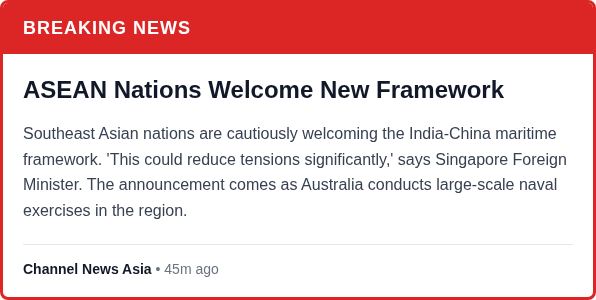 BREAKING NEWS
ASEAN Nations Welcome New Framework
Southeast Asian nations are cautiously welcoming the India-China maritime
framework. 'This could reduce tensions significantly,' says Singapore Foreign
Minister. The announcement comes as Australia conducts large-scale naval
exercises in the region.
Channel News Asia • 45m ago